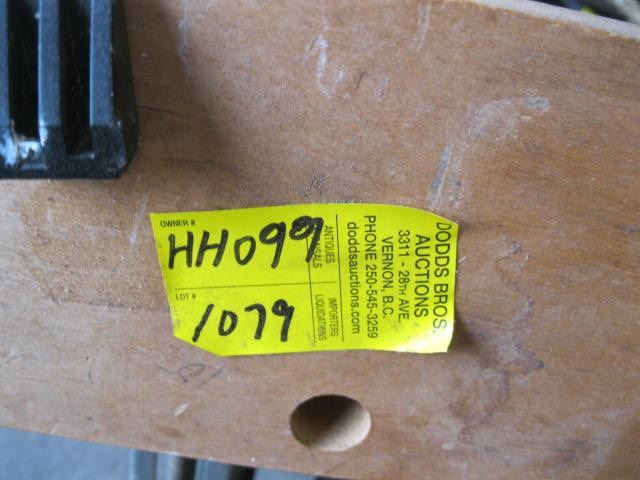 OWNER #
HH099
LOT #
1079
ANTIQUES
IMPORTERS
LIQUIDATIONS
DODDS BROS.
AUCTIONS
3311 - 28TH AVE.
VERNON, B.C.
PHONE 250-545-3259
doddsauctions.com